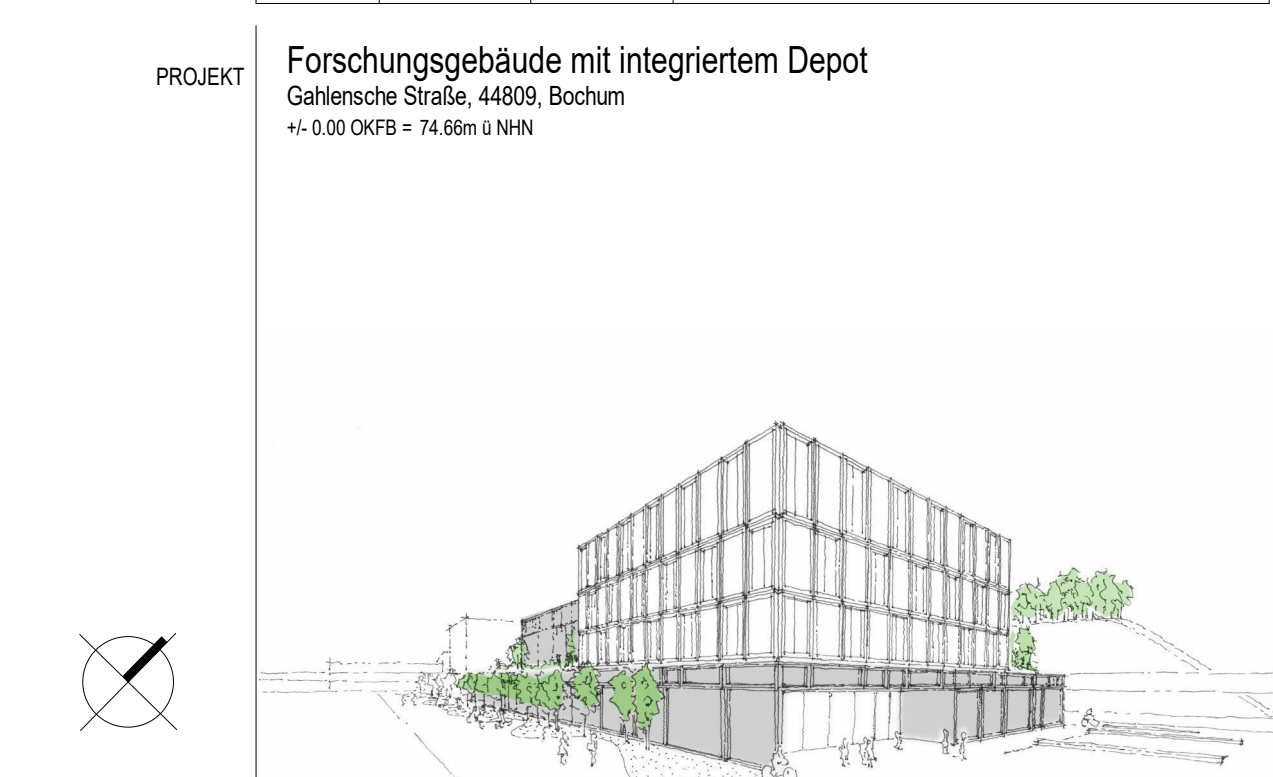 PROJEKT
Forschungsgebäude mit integriertem Depot
Gahlensche Straße, 44809, Bochum
+/- 0.00 OKFB = 74.66m ü NHN